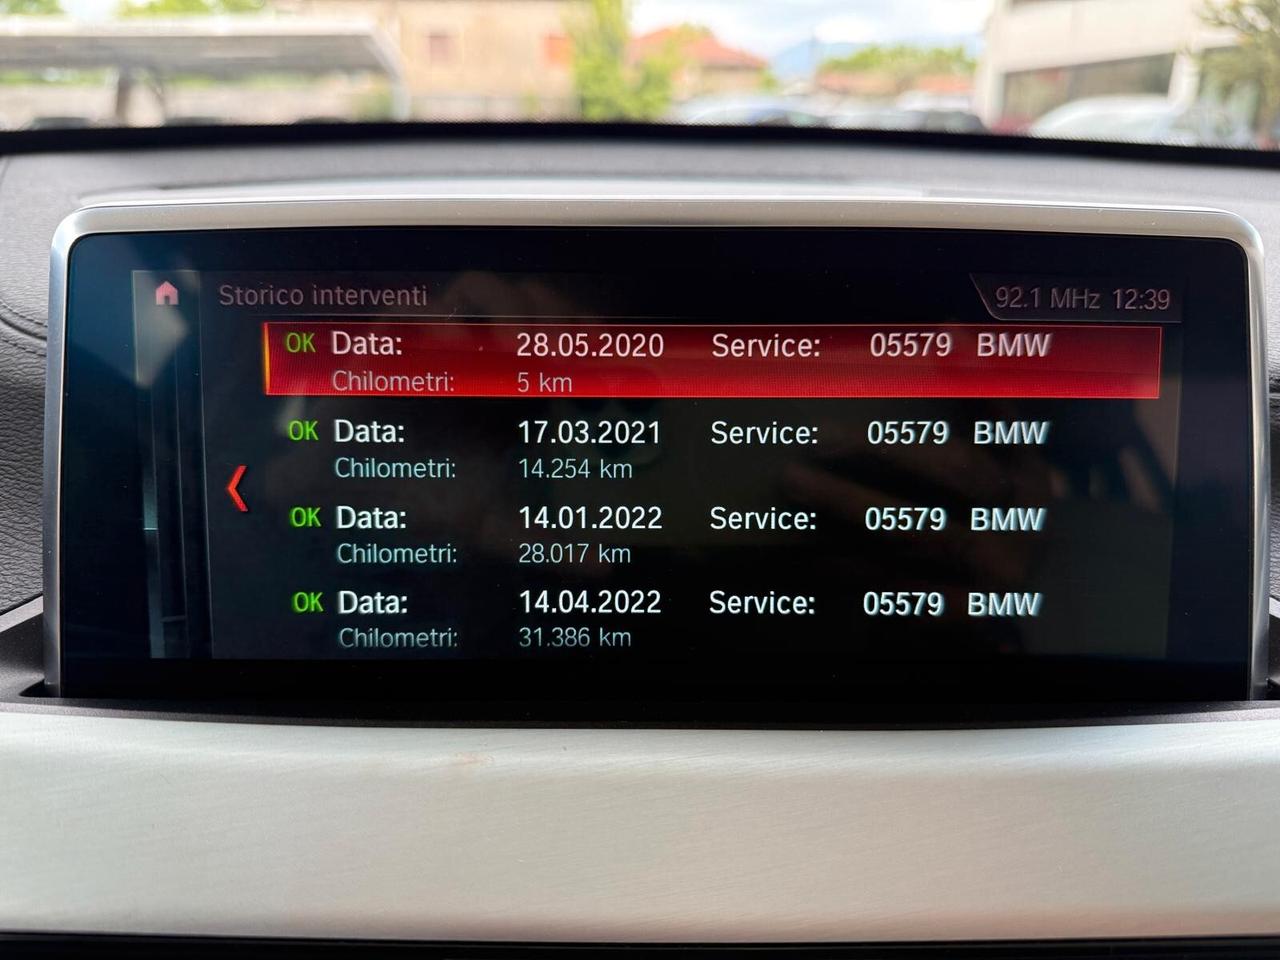 Storico interventi 92.1 MHz 12:39
OK Data: 28.05.2020 Service: 05579 BMW
Chilometri: 5 km
OK Data: 17.03.2021 Service: 05579 BMW
Chilometri: 14.254 km
OK Data: 14.01.2022 Service: 05579 BMW
Chilometri: 28.017 km
OK Data: 14.04.2022 Service: 05579 BMW
Chilometri: 31.386 km